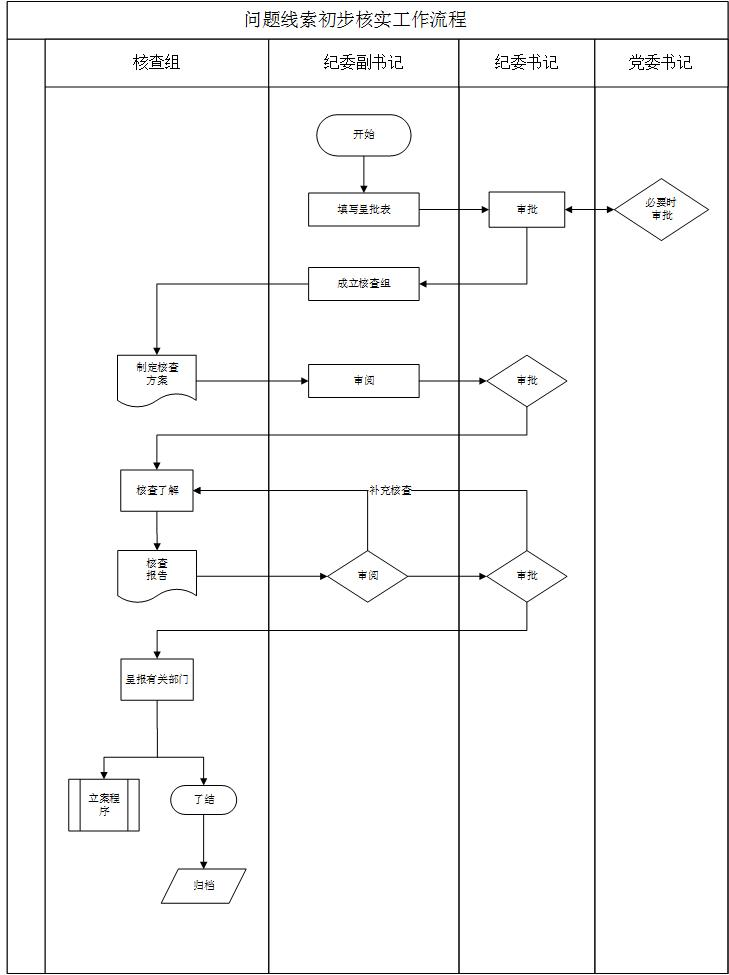 问题线索初步核实工作流程
核查组
纪委副书记
纪委书记
党委书记
开始
填写呈批表
审批
必要时
审批
成立核查组
制定核查
方案
审阅
审批
核查了解
补充核查
核查
报告
审阅
审批
呈报有关部门
立案程
序
了结
归档